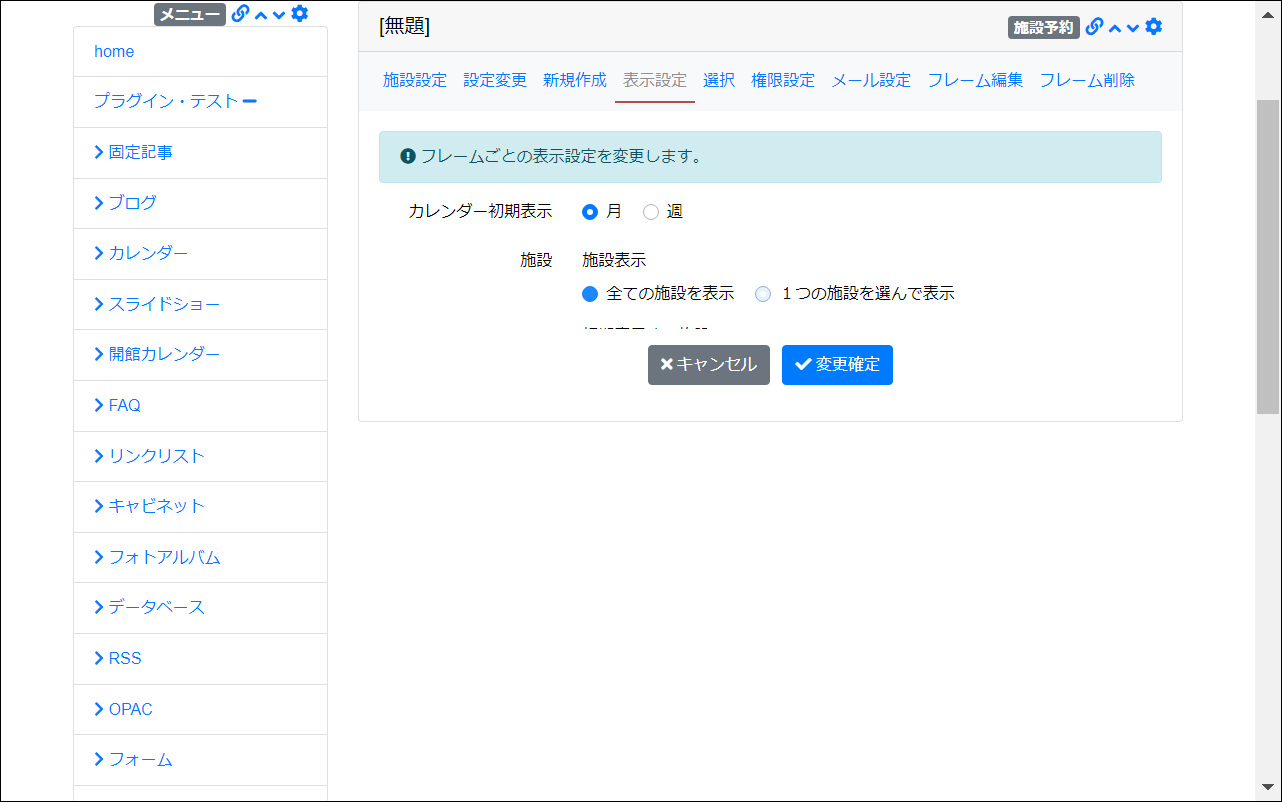 メニュー
home
プラグイン・テスト
固定記事
ブログ
カレンダー
スライドショー
開館カレンダー
FAQ
リンクリスト
キャビネット
フォトアルバム
データベース
RSS
OPAC
フォーム
[無題]
施設予約
施設設定 設定変更 新規作成 表示設定 選択 権限設定 メール設定 フレーム編集 フレーム削除
フレームごとの表示設定を変更します。
カレンダー初期表示 月 週
施設 施設表示
全ての施設を表示 1つの施設を選んで表示
キャンセル 変更確定